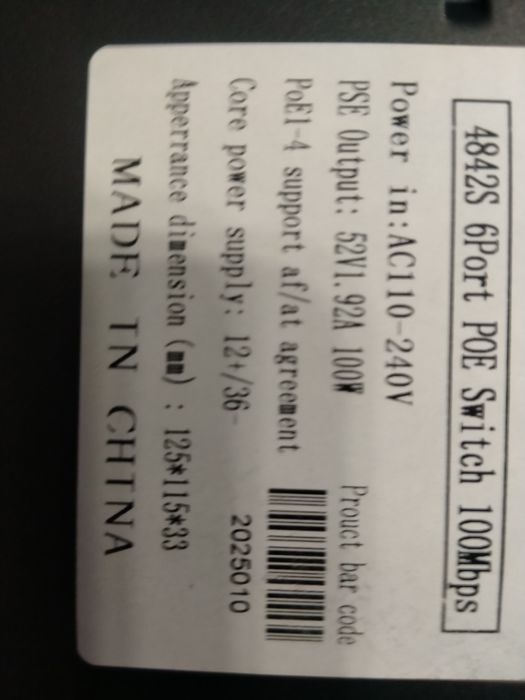 4842S 6Port POE Switch 100Mbps
Power in:AC110-240V
PSE Output: 52V1.92A 100W
Prouct bar code
PoE1-4 support af/at agreement
Core power supply: 12+/36-
2025010
Apperrance dimension(mm) : 125*115*33
MADE IN CHINA